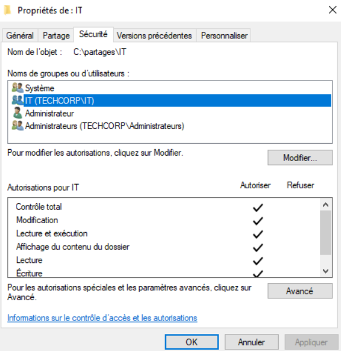 Propriétés de : IT
Général
Partage
Sécurité
Versions précédentes
Personnaliser
Nom de l'objet : C:\partages\IT
Noms de groupes ou d'utilisateurs :
Système
IT (TECHCORP\IT)
Administrateur
Administrateurs (TECHCORP\Administrateurs)
Pour modifier les autorisations, cliquez sur Modifier.
Modifier...
Autorisations pour IT
Autoriser
Refuser
Contrôle total
Modification
Lecture et exécution
Affichage du contenu du dossier
Lecture
Écriture
Pour les autorisations spéciales et les paramètres avancés, cliquez sur
Avancé.
Avancé
Informations sur le contrôle d'accès et les autorisations
OK
Annuler
Appliquer